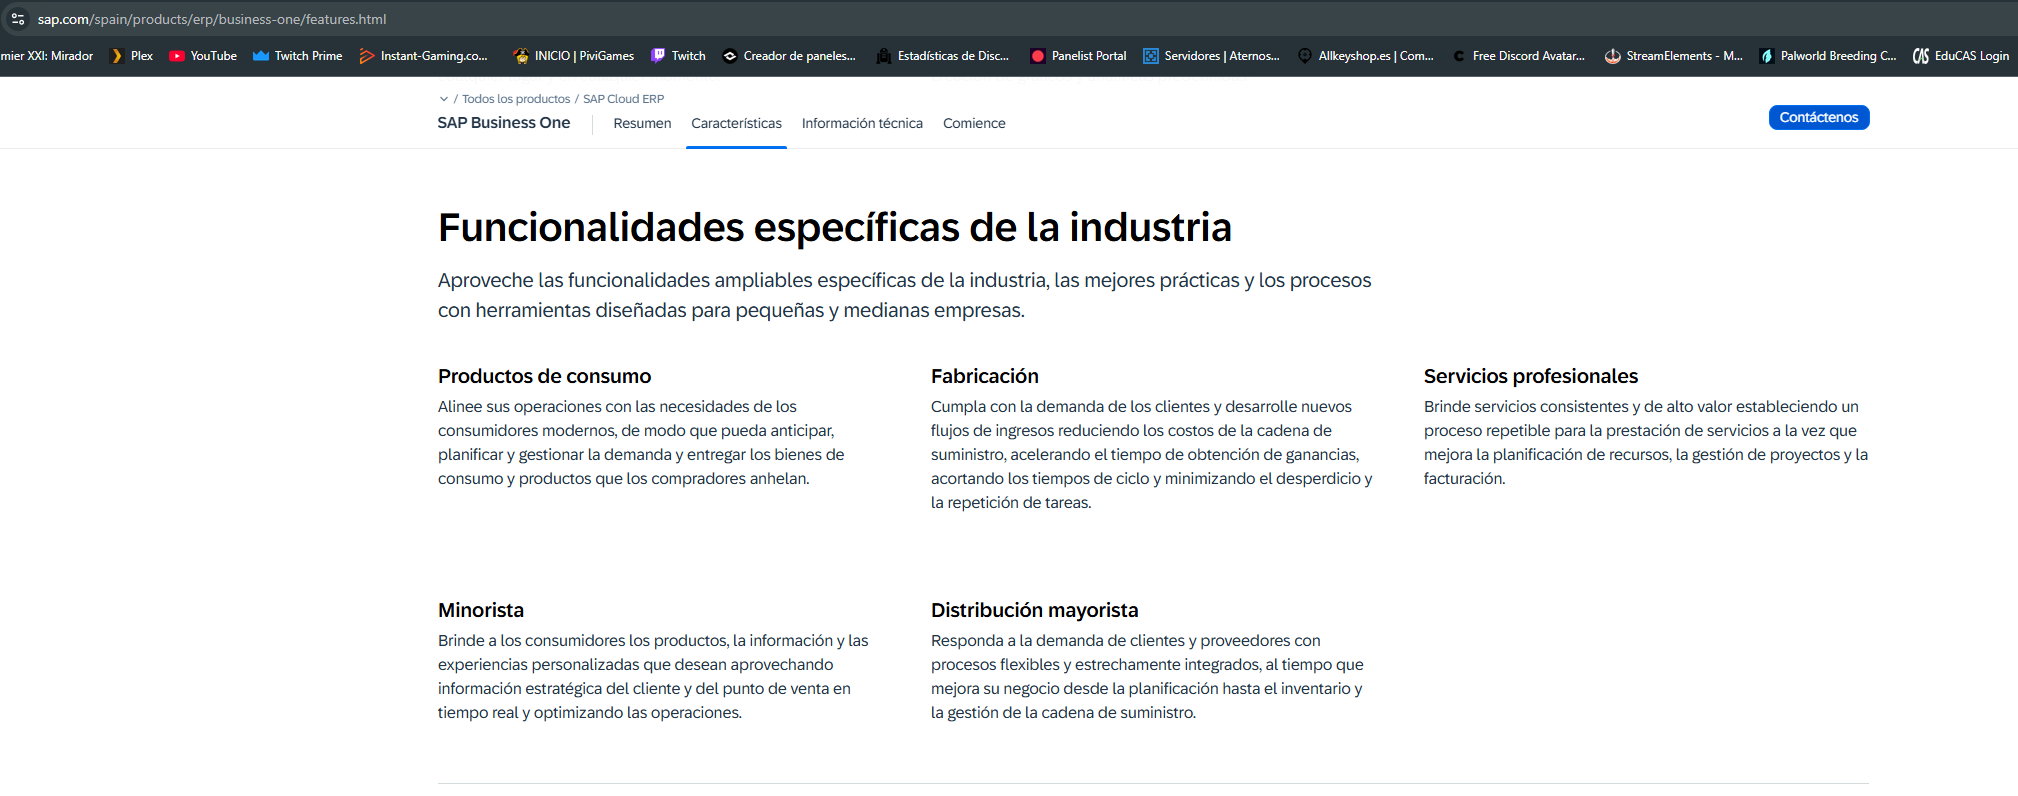 sap.com/spain/products/erp/business-one/features.html
mier XXI: Mirador Plex YouTube Twitch Prime Instant-Gaming.co... INICIO | PiviGames Twitch Creador de paneles... Estadísticas de Disc... Panelist Portal Servidores | Aternos... Allkeyshop.es | Com... Free Discord Avatar... StreamElements - M... Palworld Breeding C... EduCAS Login
/ Todos los productos / SAP Cloud ERP
SAP Business One Resumen Características Información técnica Comience Contáctenos
Funcionalidades específicas de la industria
Aproveche las funcionalidades ampliables específicas de la industria, las mejores prácticas y los procesos
con herramientas diseñadas para pequeñas y medianas empresas.
Productos de consumo
Alinee sus operaciones con las necesidades de los
consumidores modernos, de modo que pueda anticipar,
planificar y gestionar la demanda y entregar los bienes de
consumo y productos que los compradores anhelan.
Fabricación
Cumpla con la demanda de los clientes y desarrolle nuevos
flujos de ingresos reduciendo los costos de la cadena de
suministro, acelerando el tiempo de obtención de ganancias,
acortando los tiempos de ciclo y minimizando el desperdicio y
la repetición de tareas.
Servicios profesionales
Brinde servicios consistentes y de alto valor estableciendo un
proceso repetible para la prestación de servicios a la vez que
mejora la planificación de recursos, la gestión de proyectos y la
facturación.
Minorista
Brinde a los consumidores los productos, la información y las
experiencias personalizadas que desean aprovechando
información estratégica del cliente y del punto de venta en
tiempo real y optimizando las operaciones.
Distribución mayorista
Responda a la demanda de clientes y proveedores con
procesos flexibles y estrechamente integrados, al tiempo que
mejora su negocio desde la planificación hasta el inventario y
la gestión de la cadena de suministro.